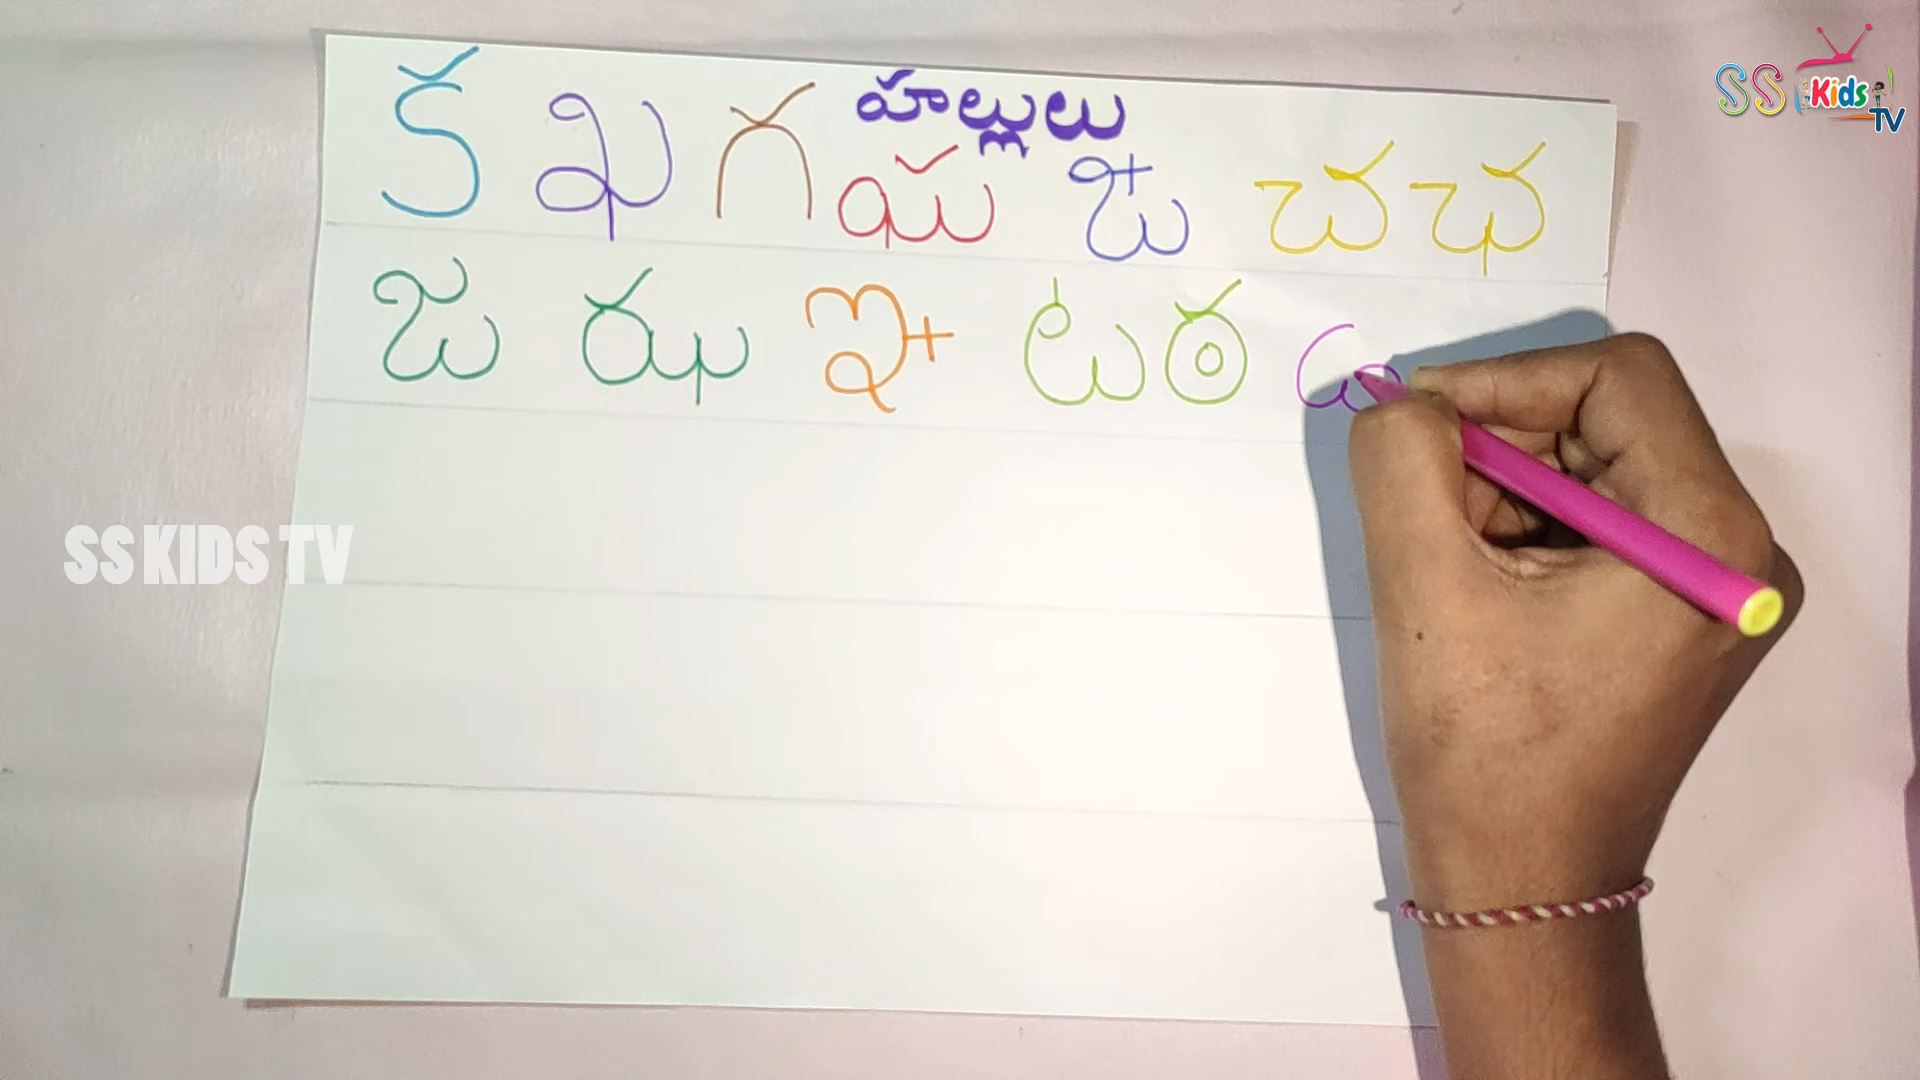 హల్లులు
క ఖ గ ఘ ఙ చ ఛ
జ ఝ ఞ ట ఠ
SS Kids TV
SS KIDS TV